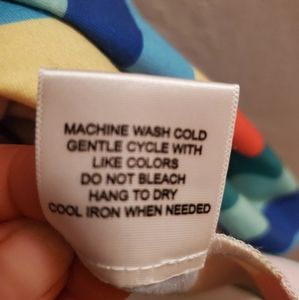 MACHINE WASH COLD
GENTLE CYCLE WITH
LIKE COLORS
DO NOT BLEACH
HANG TO DRY
COOL IRON WHEN NEEDED